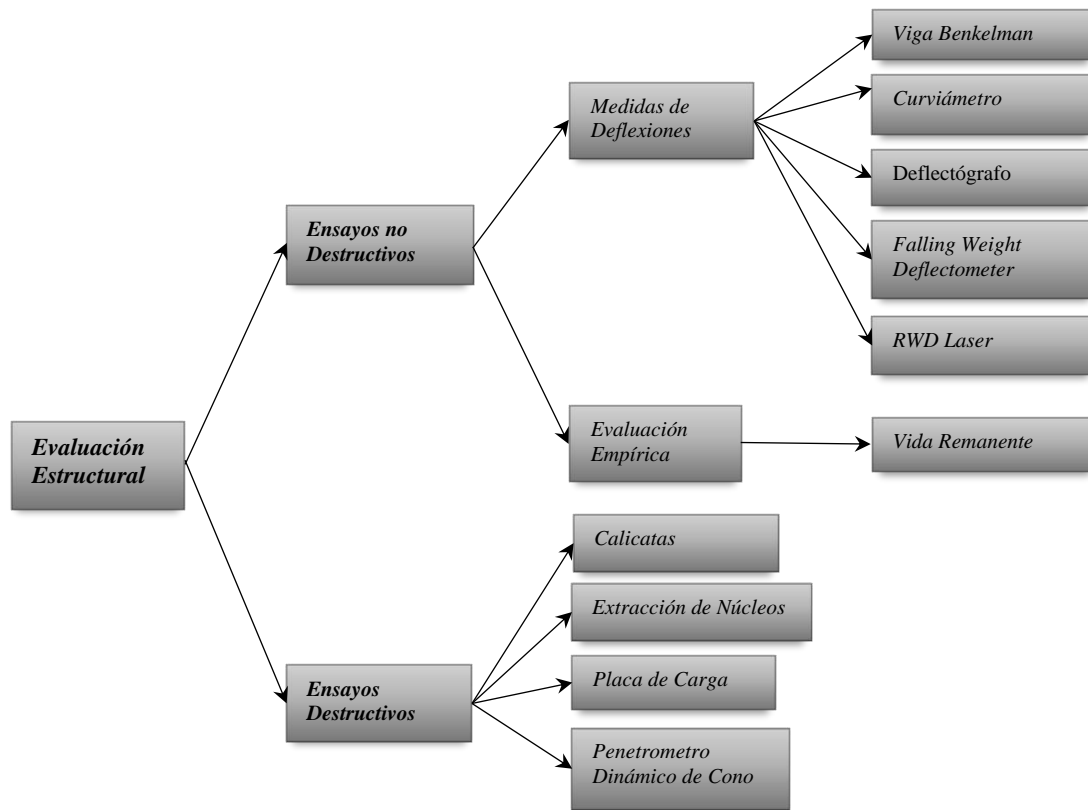 Evaluación
Estructural
Ensayos no
Destructivos
Medidas de
Deflexiones
Viga Benkelman
Curviámetro
Deflectógrafo
Falling Weight
Deflectometer
RWD Laser
Evaluación
Empírica
Vida Remanente
Ensayos
Destructivos
Calicatas
Extracción de Núcleos
Placa de Carga
Penetrometro
Dinámico de Cono